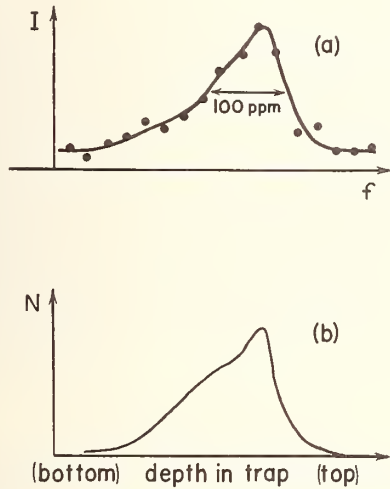 I
(a)
100 ppm
f
N
(b)
(bottom) depth in trap (top)